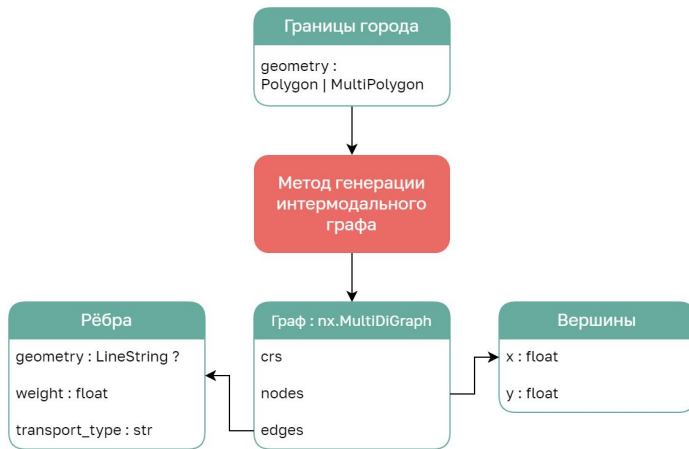 Границы города
geometry :
Polygon | MultiPolygon
Метод генерации
интермодального
графа
Рёбра
geometry : LineString ?
weight : float
transport_type : str
Граф : nx.MultiDiGraph
crs
nodes
edges
Вершины
x : float
y : float